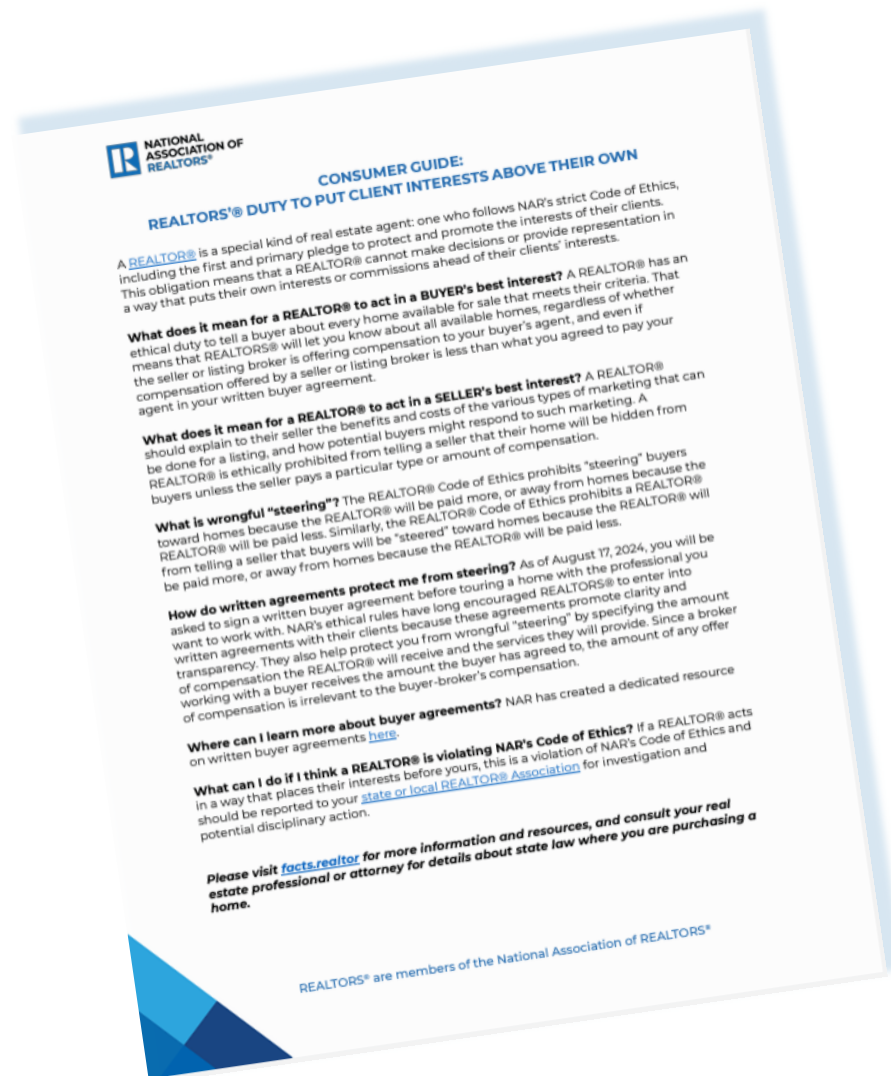 NATIONAL
ASSOCIATION OF
REALTORS®
CONSUMER GUIDE:
REALTORS'® DUTY TO PUT CLIENT INTERESTS ABOVE THEIR OWN
A REALTOR® is a special kind of real estate agent: one who follows NAR's strict Code of Ethics,
including the first and primary pledge to protect and promote the interests of their clients.
This obligation means that a REALTOR® cannot make decisions or provide representation in
a way that puts their own interests or commissions ahead of their clients' interests.
What does it mean for a REALTOR® to act in a BUYER's best interest? A REALTOR® has an
ethical duty to tell a buyer about every home available for sale that meets their criteria. That
means that REALTORS® will let you know about all available homes, regardless of whether
the seller or listing broker is offering compensation to your buyer's agent, and even if
compensation offered by a seller or listing broker is less than what you agreed to pay your
agent in your written buyer agreement.
What does it mean for a REALTOR® to act in a SELLER's best interest? A REALTOR®
should explain to their seller the benefits and costs of the various types of marketing that can
be done for a listing, and how potential buyers might respond to such marketing. A
REALTOR® is ethically prohibited from telling a seller that their home will be hidden from
buyers unless the seller pays a particular type or amount of compensation.
What is wrongful “steering”? The REALTOR® Code of Ethics prohibits “steering” buyers
toward homes because the REALTOR® will be paid more, or away from homes because the
REALTOR® will be paid less. Similarly, the REALTOR® Code of Ethics prohibits a REALTOR®
from telling a seller that buyers will be “steered” toward homes because the REALTOR® will
be paid more, or away from homes because the REALTOR® will be paid less.
How do written agreements protect me from steering? As of August 17, 2024, you will be
asked to sign a written buyer agreement before touring a home with the professional you
want to work with. NAR's ethical rules have long encouraged REALTORS® to enter into
written agreements with their clients because these agreements promote clarity and
transparency. They also help protect you from wrongful “steering” by specifying the amount
of compensation the REALTOR® will receive and the services they will provide. Since a broker
working with a buyer receives the amount the buyer has agreed to, the amount of any offer
of compensation is irrelevant to the buyer-broker's compensation.
Where can I learn more about buyer agreements? NAR has created a dedicated resource
on written buyer agreements here.
What can I do if I think a REALTOR® is violating NAR's Code of Ethics? If a REALTOR® acts
in a way that places their interests before yours, this is a violation of NAR's Code of Ethics and
should be reported to your state or local REALTOR® Association for investigation and
potential disciplinary action.
Please visit facts.realtor for more information and resources, and consult your real
estate professional or attorney for details about state law where you are purchasing a
home.
REALTORS® are members of the National Association of REALTORS®